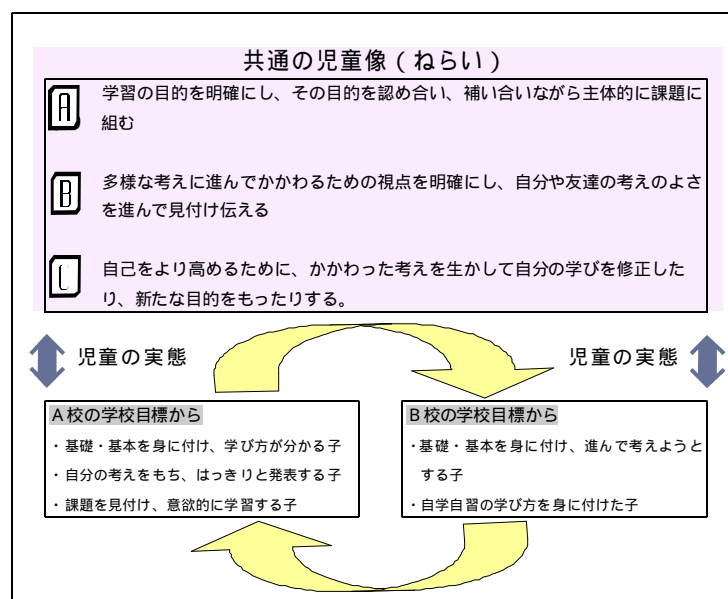 共通の児童像（ねらい）
A 学習の目的を明確にし、その目的を認め合い、補い合いながら主体的に課題に
組む
B 多様な考えに進んでかかわるための視点を明確にし、自分や友達の考えのよさ
を進んで見付け伝える
C 自己をより高めるために、かかわった考えを生かして自分の学びを修正した
り、新たな目的をもったりする。
児童の実態
児童の実態
A校の学校目標から
・基礎・基本を身に付け、学び方が分かる子
・自分の考えをもち、はっきりと発表する子
・課題を見付け、意欲的に学習する子
B校の学校目標から
・基礎・基本を身に付け、進んで考えようと
する子
・自学自習の学び方を身に付けた子